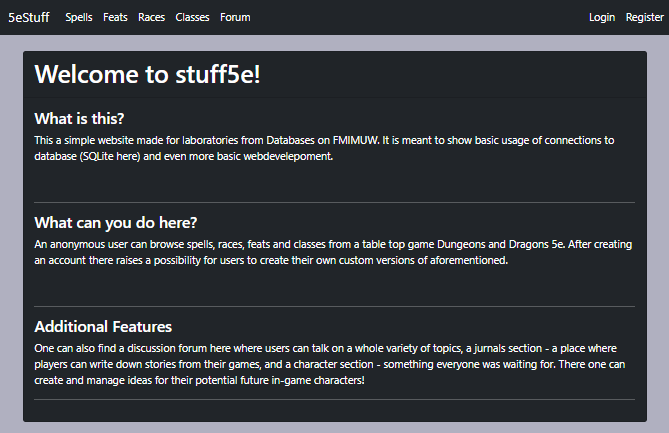 5eStuff Spells Feats Races Classes Forum Login Register
Welcome to stuff5e!
What is this?
This a simple website made for laboratories from Databases on FMIMUW. It is meant to show basic usage of connections to
database (SQLite here) and even more basic webdevelepoment.
What can you do here?
An anonymous user can browse spells, races, feats and classes from a table top game Dungeons and Dragons 5e. After creating
an account there raises a possibility for users to create their own custom versions of aforementioned.
Additional Features
One can also find a discussion forum here where users can talk on a whole variety of topics, a jurnals section - a place where
players can write down stories from their games, and a character section - something everyone was waiting for. There one can
create and manage ideas for their potential future in-game characters!